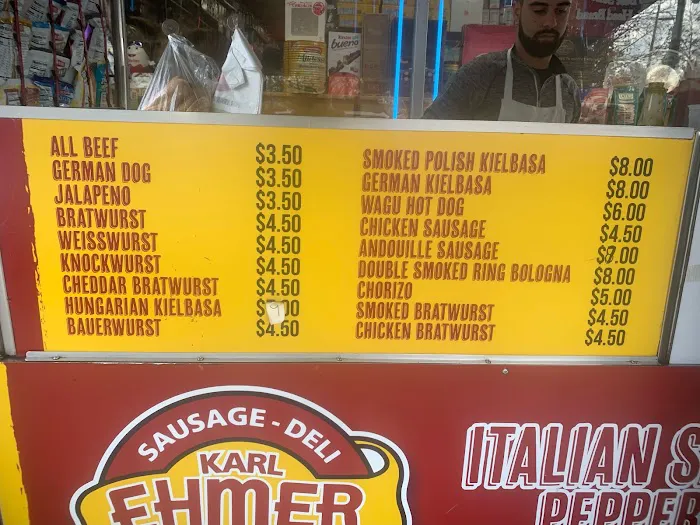 ALL BEEF $3.50
GERMAN DOG $3.50
JALAPENO $3.50
BRATWURST $4.50
WEISSWURST $4.50
KNOCKWURST $4.50
CHEDDAR BRATWURST $4.50
HUNGARIAN KIELBASA
BAUERWURST $4.50
SMOKED POLISH KIELBASA $8.00
GERMAN KIELBASA $8.00
WAGU HOT DOG $6.00
CHICKEN SAUSAGE $4.50
ANDOUILLE SAUSAGE $7.00
DOUBLE SMOKED RING BOLOGNA $8.00
CHORIZO $5.00
SMOKED BRATWURST $4.50
CHICKEN BRATWURST $4.50
SAUSAGE - DELI
KARL
EHMER
ITALIAN S
PEPPER
bueno